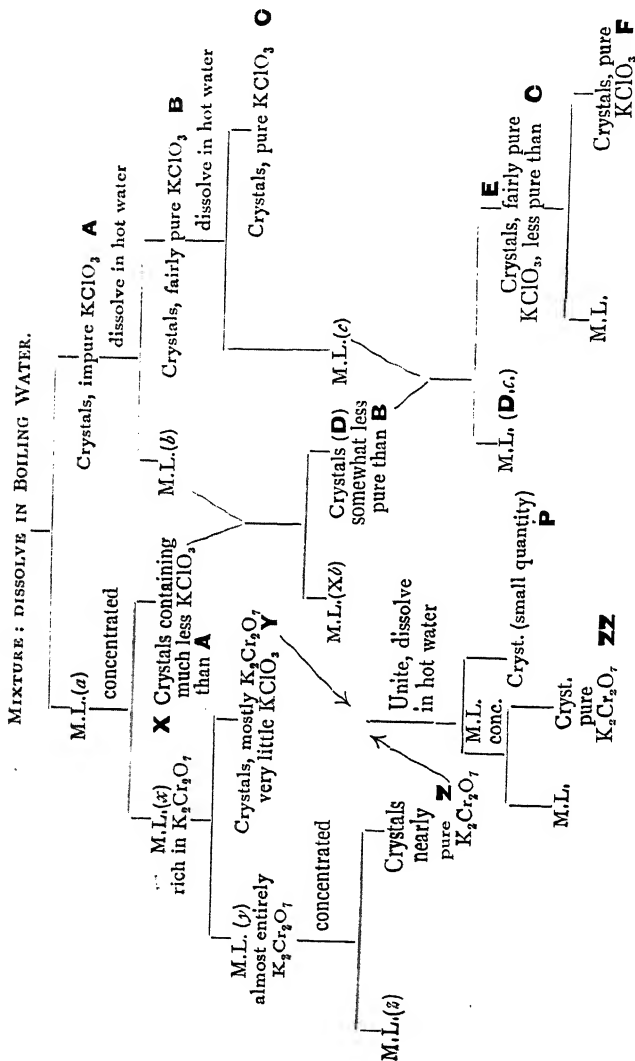 MIXTURE : DISSOLVE IN BOILING WATER.
M.L.(a)
concentrated
Crystals, impure KClO₃ A
dissolve in hot water
M.L.(x)
rich in K₂Cr₂O₇
X Crystals containing
much less KClO₃
than A
M.L.(b)
Crystals, fairly pure KClO₃ B
dissolve in hot water
M.L. (y)
almost entirely
K₂Cr₂O₇
concentrated
Crystals, mostly K₂Cr₂O₇
very little KClO₃ Y
M.L.(Xb)
Crystals (D)
somewhat less
pure than B
M.L.(c)
Crystals, pure KClO₃ C
M.L.(z)
Crystals
nearly
pure Z
K₂Cr₂O₇
Unite, dissolve
in hot water
M.L.
conc.
Cryst. (small quantity)
P
M.L.
Cryst.
pure
K₂Cr₂O₇ ZZ
M.L. (D.c.)
E
Crystals, fairly pure
KClO₃, less pure than C
M.L.
Crystals, pure
KClO₃ F